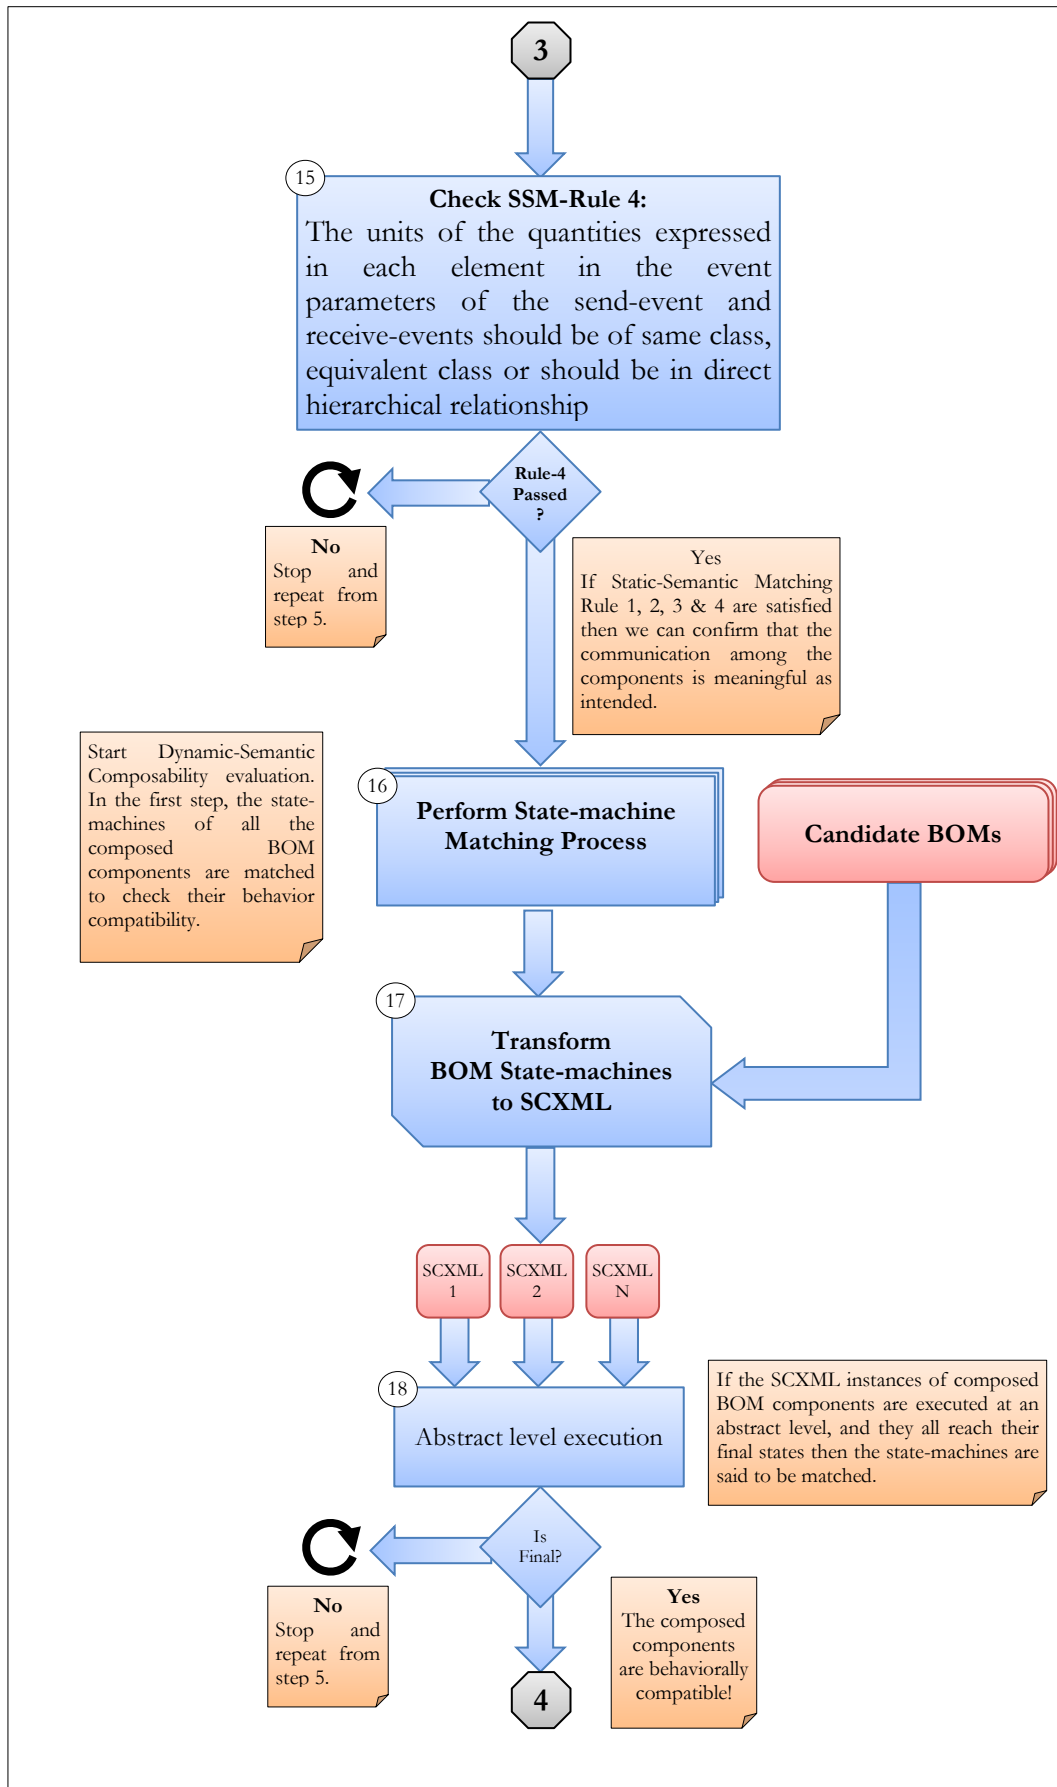 3
15
Check SSM-Rule 4:
The units of the quantities expressed
in each element in the event
parameters of the send-event and
receive-events should be of same class,
equivalent class or should be in direct
hierarchical relationship
Rule-4
Passed
?
No
Stop and
repeat from
step 5.
Yes
If Static-Semantic Matching
Rule 1, 2, 3 & 4 are satisfied
then we can confirm that the
communication among the
components is meaningful as
intended.
Start Dynamic-Semantic
Composability evaluation.
In the first step, the state-
machines of all the
composed BOM
components are matched
to check their behavior
compatibility.
16
Perform State-machine
Matching Process
Candidate BOMs
17
Transform
BOM State-machines
to SCXML
SCXML
1
SCXML
2
SCXML
N
18
Abstract level execution
If the SCXML instances of composed
BOM components are executed at an
abstract level, and they all reach their
final states then the state-machines are
said to be matched.
Is
Final?
No
Stop and
repeat from
step 5.
Yes
The composed
components
are behaviorally
compatible!
4